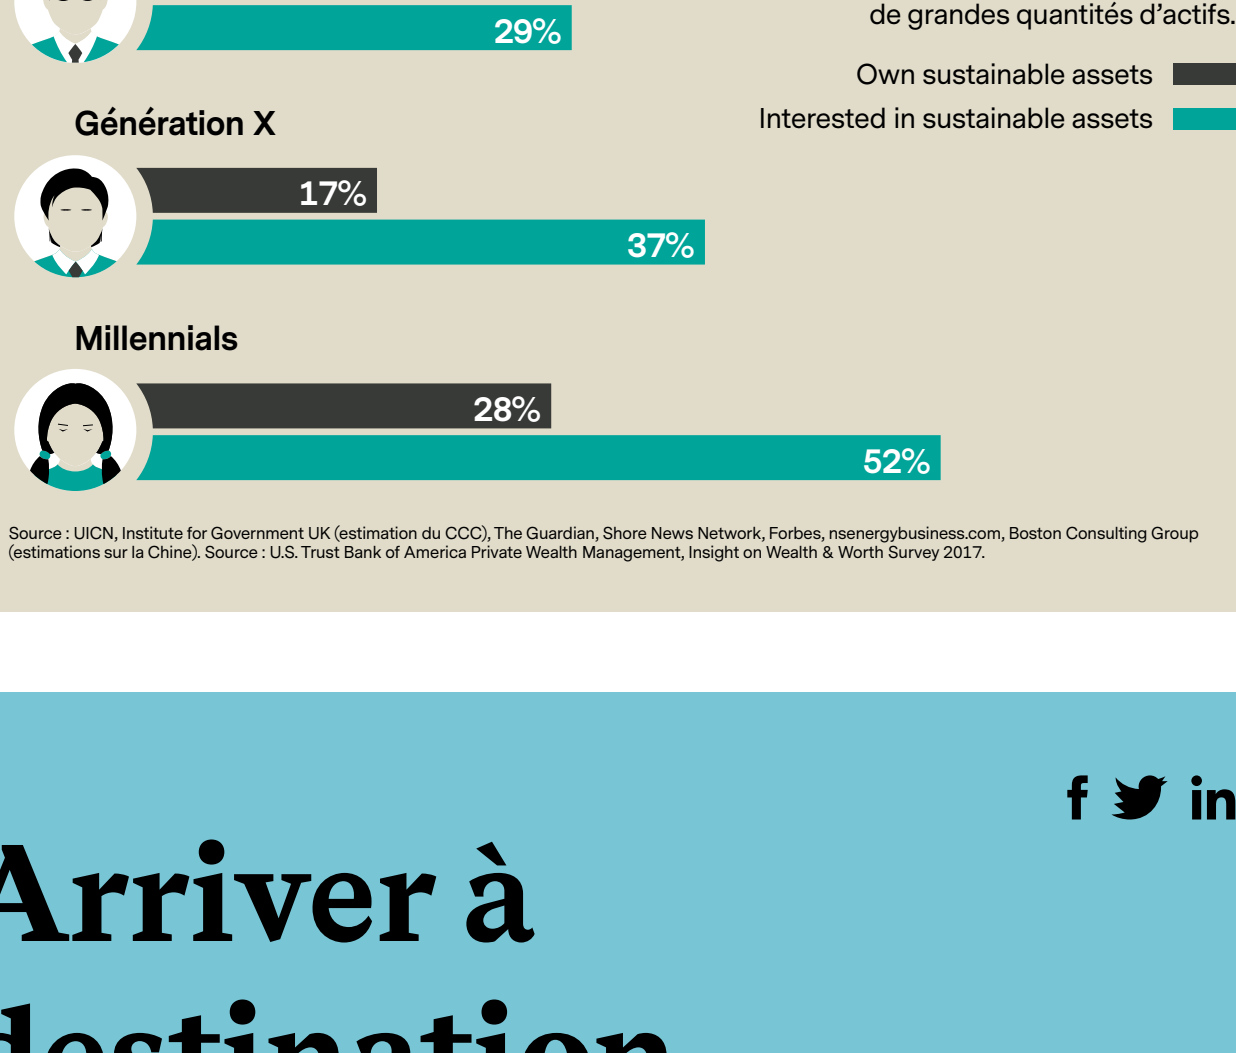 de grandes quantités d’actifs.
29%
Own sustainable assets
Interested in sustainable assets
Génération X
17%
37%
Millennials
28%
52%
Source : UICN, Institute for Government UK (estimation du CCC), The Guardian, Shore News Network, Forbes, nsenergybusiness.com, Boston Consulting Group
(estimations sur la Chine). Source : U.S. Trust Bank of America Private Wealth Management, Insight on Wealth & Worth Survey 2017.
f in
Arriver à
destination